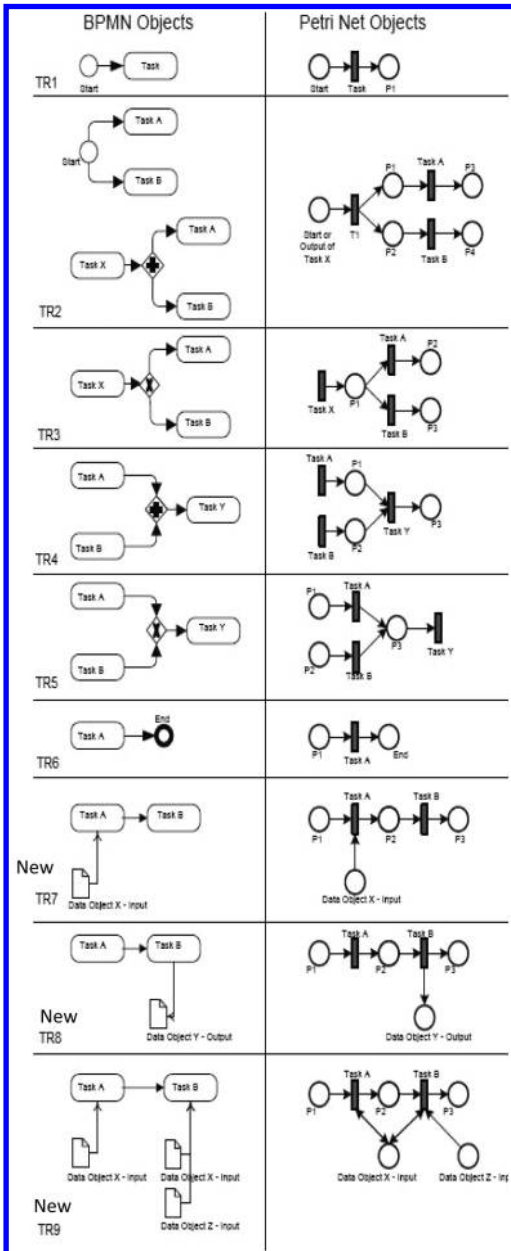 BPMN Objects
Petri Net Objects
Task
Start
TR1
Start
Task
P1
Task A
Start
Task B
Task A
Task X
Task B
TR2
P1
Task A
P3
Start or
Output of
Task X
T1
P2
Task B
P4
Task A
Task X
Task B
TR3
Task A
P2
Task X
P1
Task B
P3
Task A
Task Y
Task B
TR4
Task A
P1
Task Y
P3
Task B
P2
Task A
Task Y
Task B
TR5
P1
Task A
P3
Task Y
P2
Task B
End
Task A
TR6
P1
Task A
End
Task A
Task B
New
TR7
Data Object X - Input
Task A
Task B
P1
P2
P3
Data Object X - Input
Task A
Task B
New
TR8
Data Object Y - Output
Task A
Task B
P1
P2
P3
Data Object Y - Output
Task A
Task B
Data Object X - Input
Data Object X - Input
New
Data Object Z - Input
TR9
Task A
Task B
P1
P2
P3
Data Object X - Input
Data Object Z - In